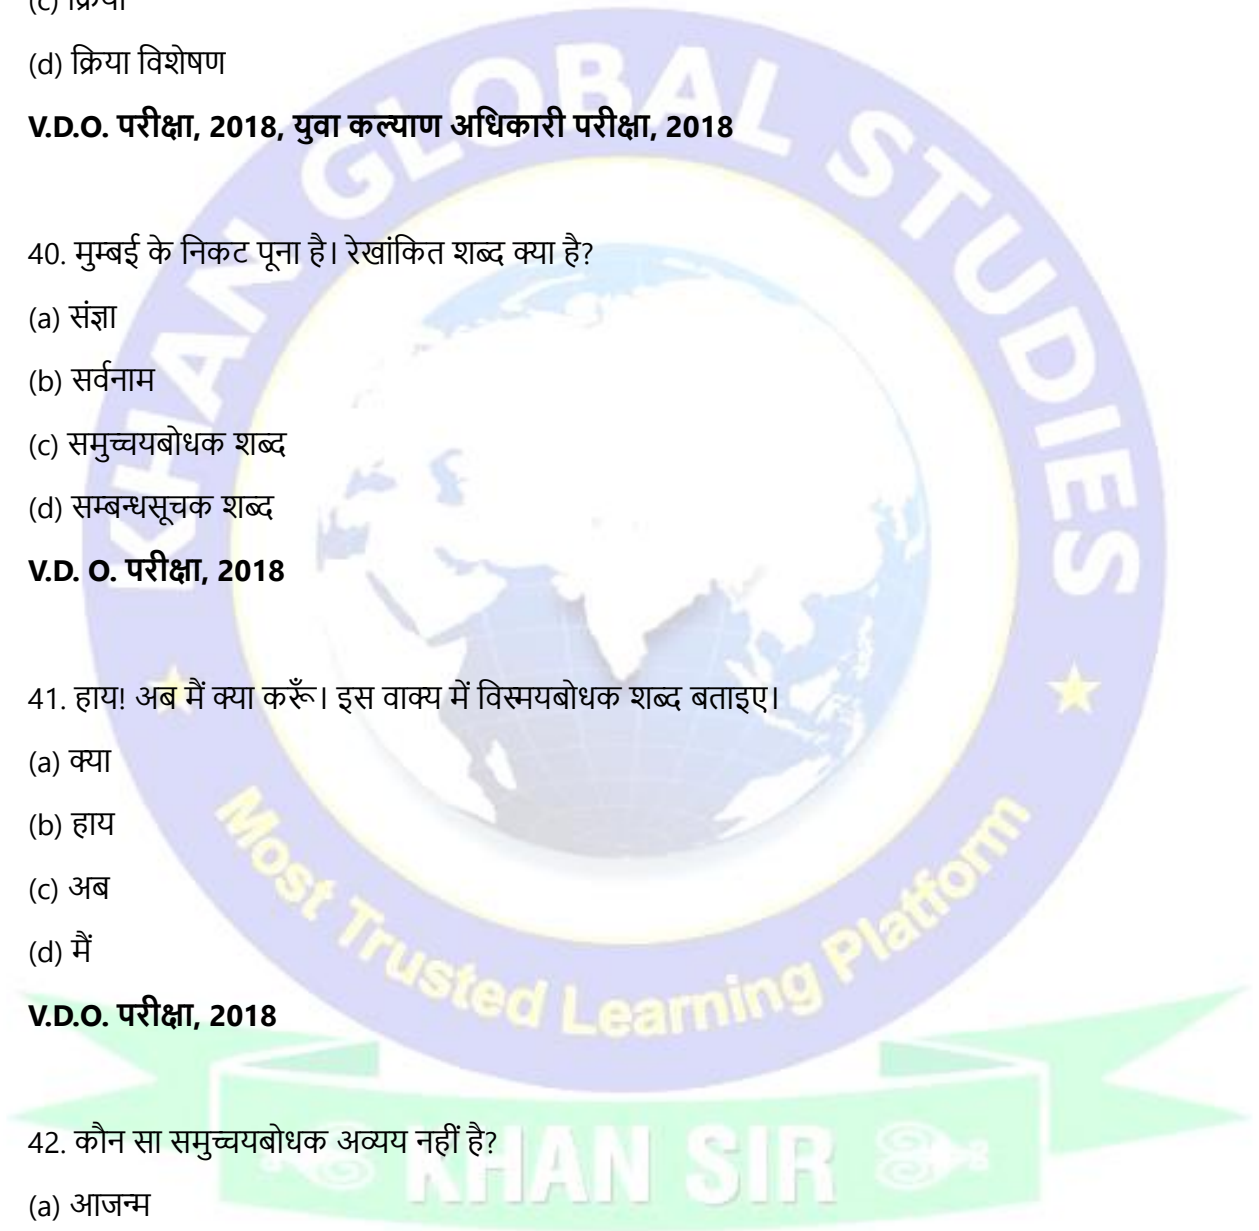 (c) क्रिया
(d) क्रिया विशेषण
V.D.O. परीक्षा, 2018, युवा कल्याण अधिकारी परीक्षा, 2018
40. मुम्बई के निकट पूना है। रेखांकित शब्द क्या है?
(a) संज्ञा
(b) सर्वनाम
(c) समुच्चयबोधक शब्द
(d) सम्बन्धसूचक शब्द
V.D. O. परीक्षा, 2018
41. हाय! अब मैं क्या करूँ। इस वाक्य में विस्मयबोधक शब्द बताइए।
(a) क्या
(b) हाय
(c) अब
(d) मैं
V.D.O. परीक्षा, 2018
42. कौन सा समुच्चयबोधक अव्यय नहीं है?
(a) आजन्म
KHAN GLOBAL STUDIES
Most Trusted Learning Platform
KHAN SIR